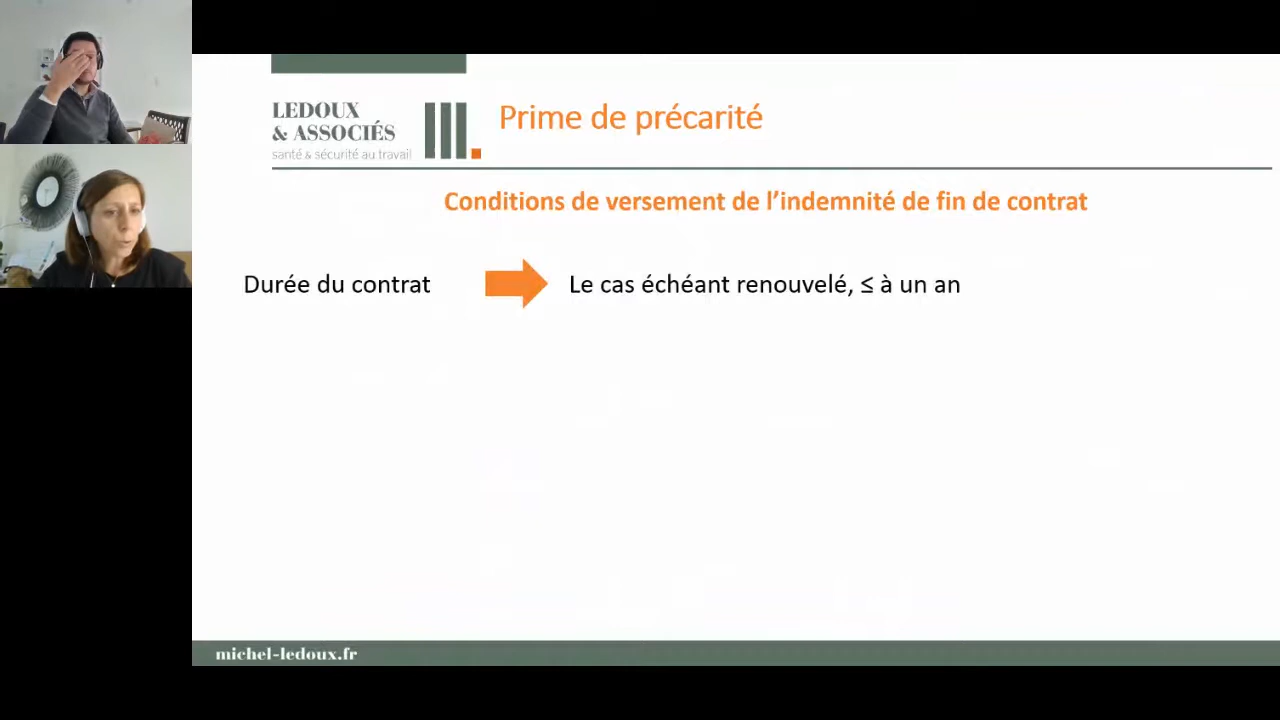 LEDOUX
& ASSOCIÉS
santé & sécurité au travail
Prime de précarité
Conditions de versement de l’indemnité de fin de contrat
Durée du contrat
Le cas échéant renouvelé, ≤ à un an
michel-ledoux.fr